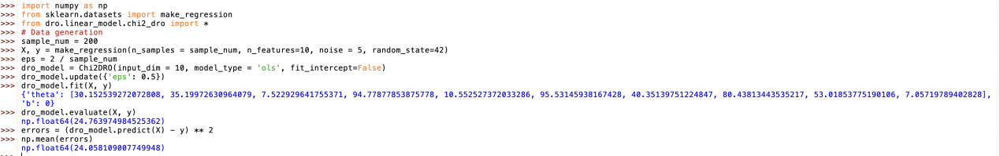 >>> import numpy as np
>>> from sklearn.datasets import make_regression
>>> from dro.linear_model.chi2_dro import *
>>> # Data generation
>>> sample_num = 200
>>> X, y = make_regression(n_samples = sample_num, n_features=10, noise = 5, random_state=42)
>>> eps = 2 / sample_num
>>> dro_model = Chi2DRO(input_dim = 10, model_type = 'ols', fit_intercept=False)
>>> dro_model.update({'eps': 0.5})
>>> dro_model.fit(X, y)
{'theta': [30.152539272072808, 35.19972630964079, 7.522929641755371, 94.77877853875778, 10.552527372033286, 95.53145938167428, 40.35139751224847, 80.43813443535217, 53.01853775190106, 7.05719789402828],
'b': 0}
>>> dro_model.evaluate(X, y)
np.float64(24.763974984525362)
>>> errors = (dro_model.predict(X) - y) ** 2
>>> np.mean(errors)
np.float64(24.058109007749948)